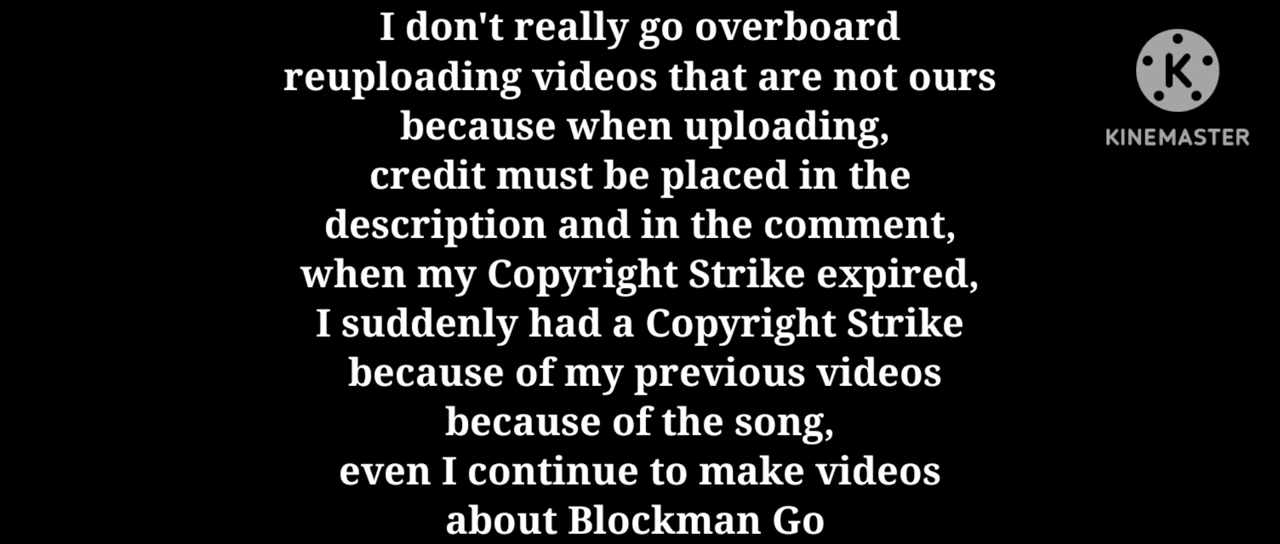 I don't really go overboard
reuploading videos that are not ours
because when uploading,
credit must be placed in the
description and in the comment,
when my Copyright Strike expired,
I suddenly had a Copyright Strike
because of my previous videos
because of the song,
even I continue to make videos
about Blockman Go
K
KINEMASTER